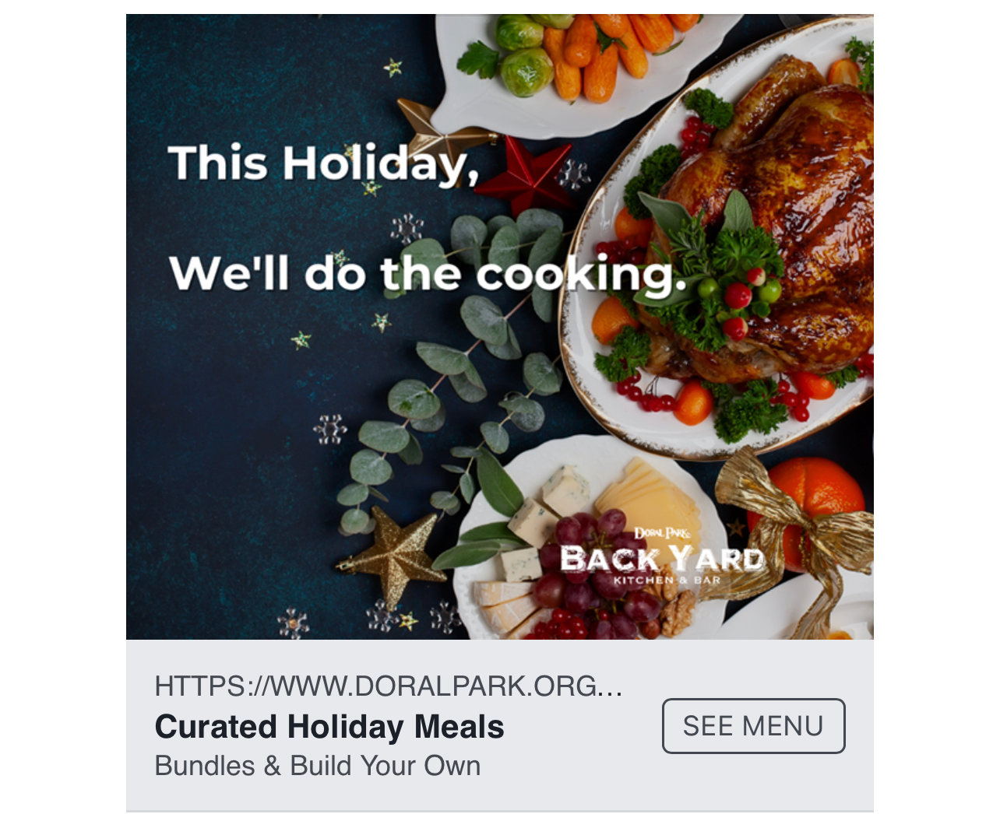 This Holiday,
We'll do the cooking.
DORAL PARK
BACK YARD
KITCHEN & BAR
HTTPS://WWW.DORALPARK.ORG...
Curated Holiday Meals
SEE MENU
Bundles & Build Your Own